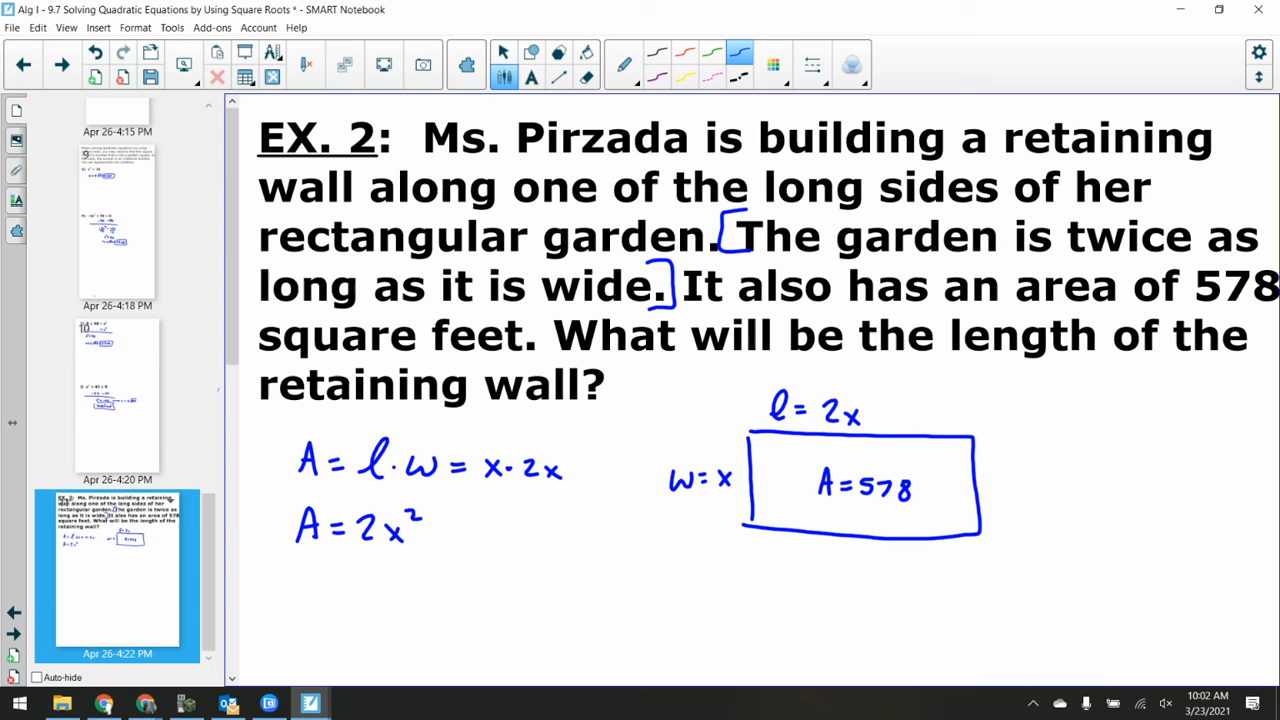 Alg I - 9.7 Solving Quadratic Equations by Using Square Roots * - SMART Notebook
File Edit View Insert Format Tools Add-ons Account Help
Apr 26-4:15 PM
Apr 26-4:18 PM
Apr 26-4:20 PM
Apr 26-4:22 PM
Auto-hide
EX. 2: Ms. Pirzada is building a retaining
wall along one of the long sides of her
rectangular garden. [The garden is twice as
long as it is wide.] It also has an area of 578
square feet. What will be the length of the
retaining wall?
l = 2x
A = l · w = x · 2x
w = x
A = 578
A = 2x²
10:02 AM
3/23/2021